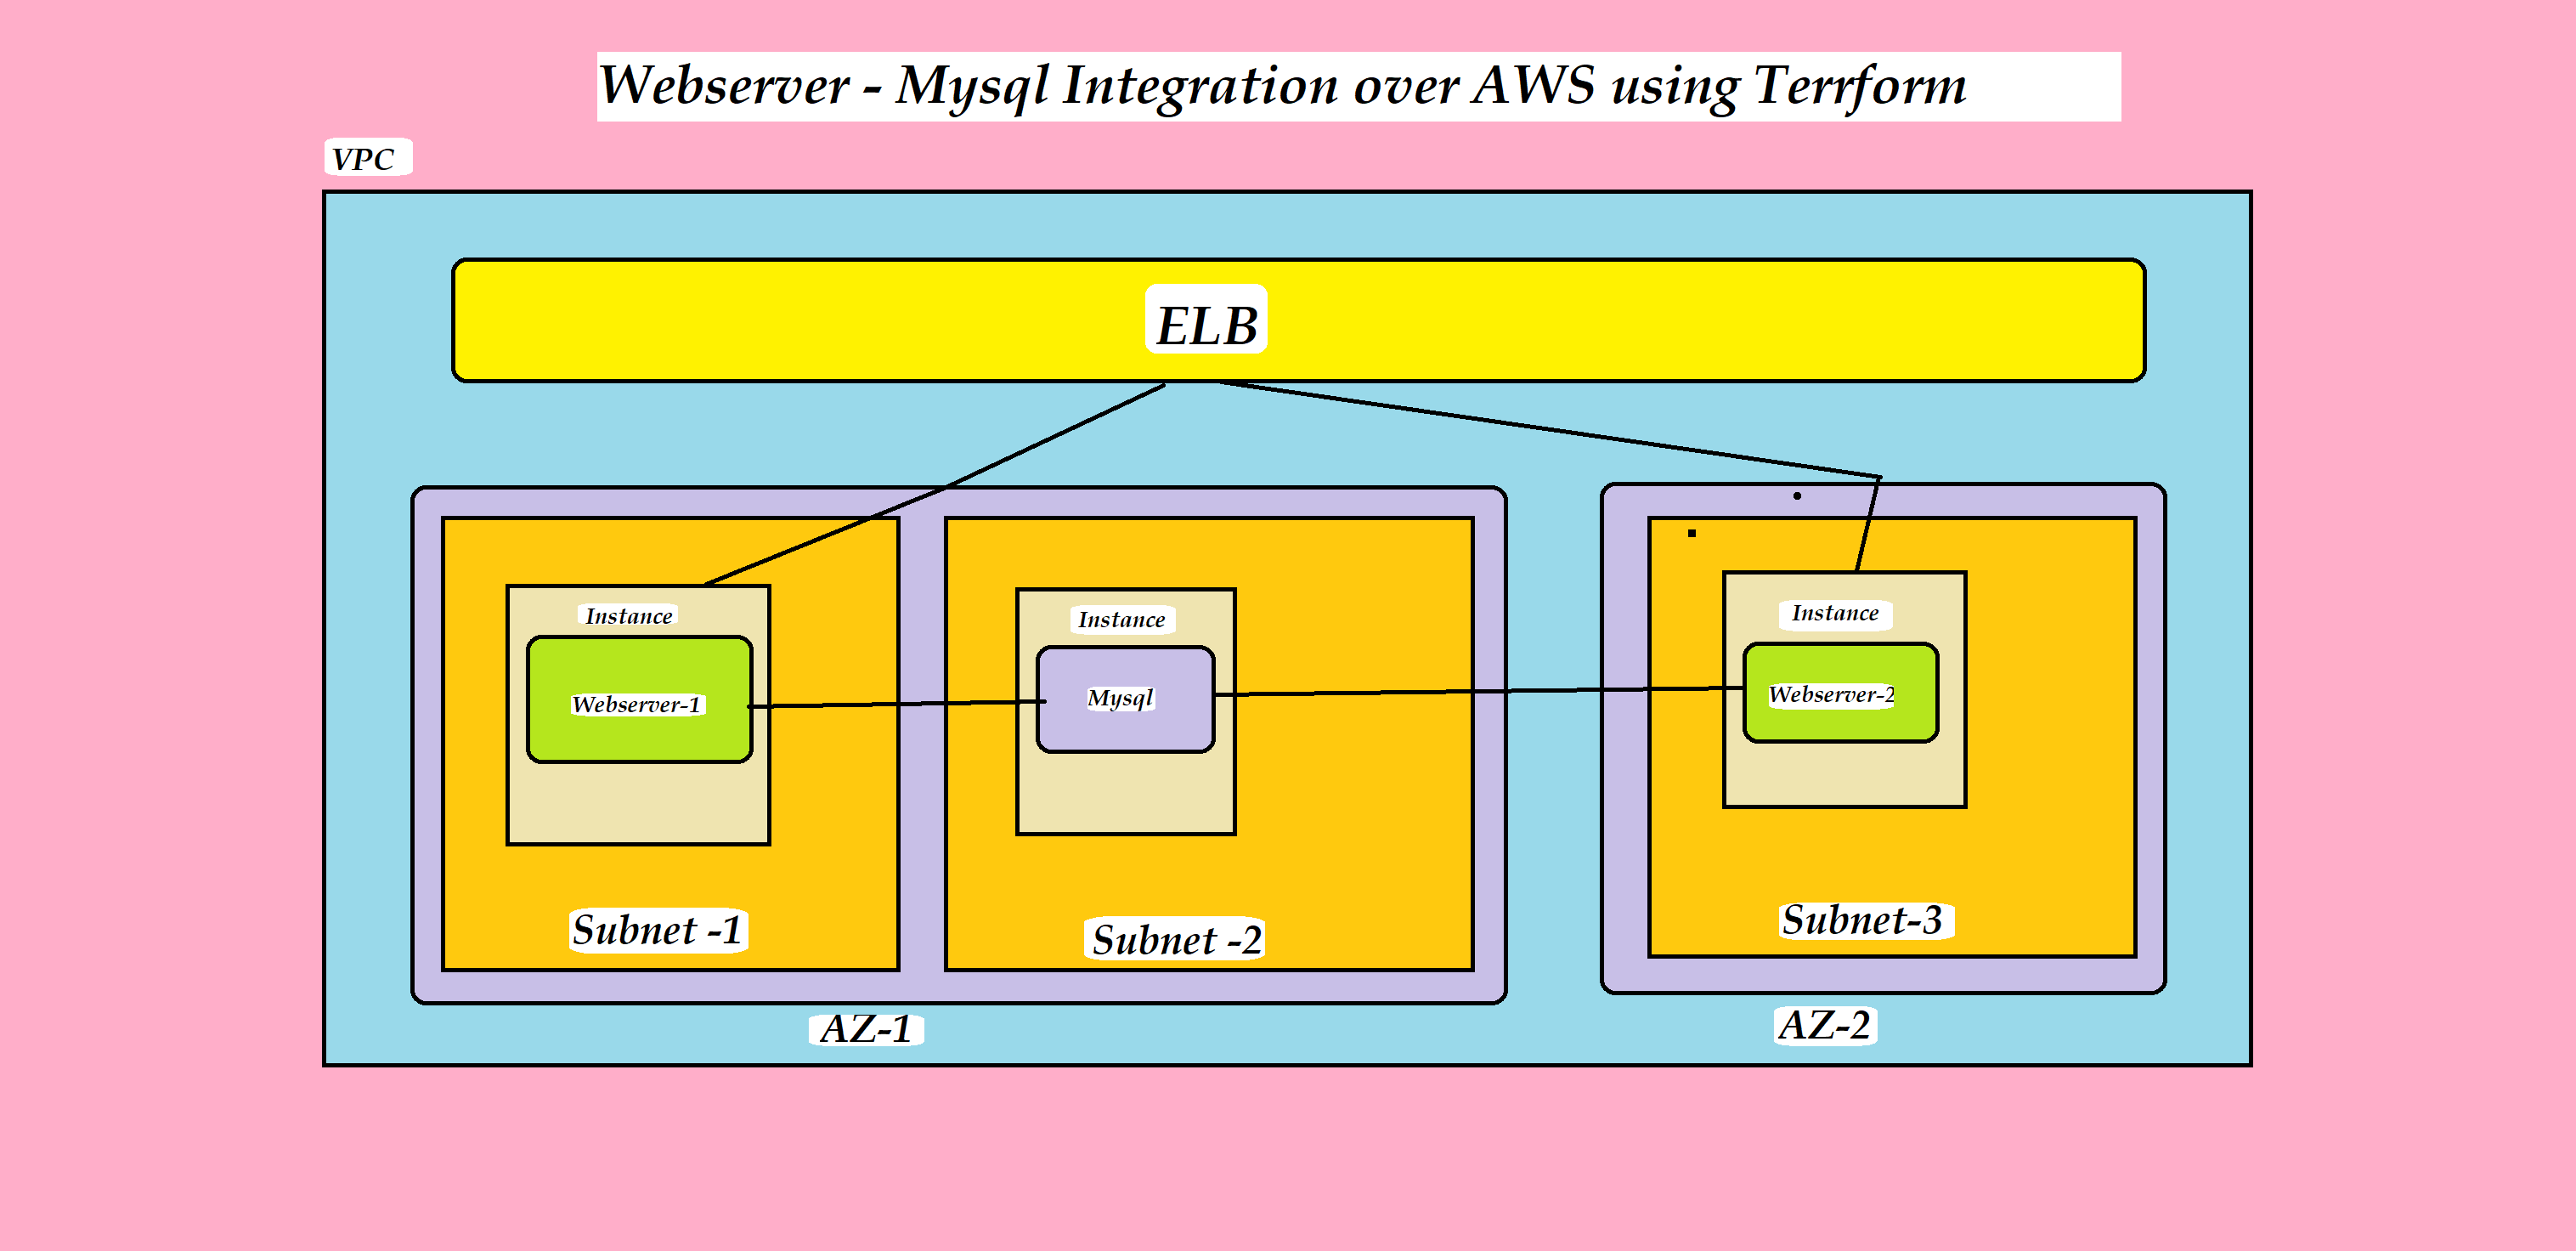 Webserver - Mysql Integration over AWS using Terrform
VPC
ELB
Instance
Instance
Instance
Webserver-1
Mysql
Webserver-2
Subnet -1
Subnet -2
Subnet-3
AZ-1
AZ-2